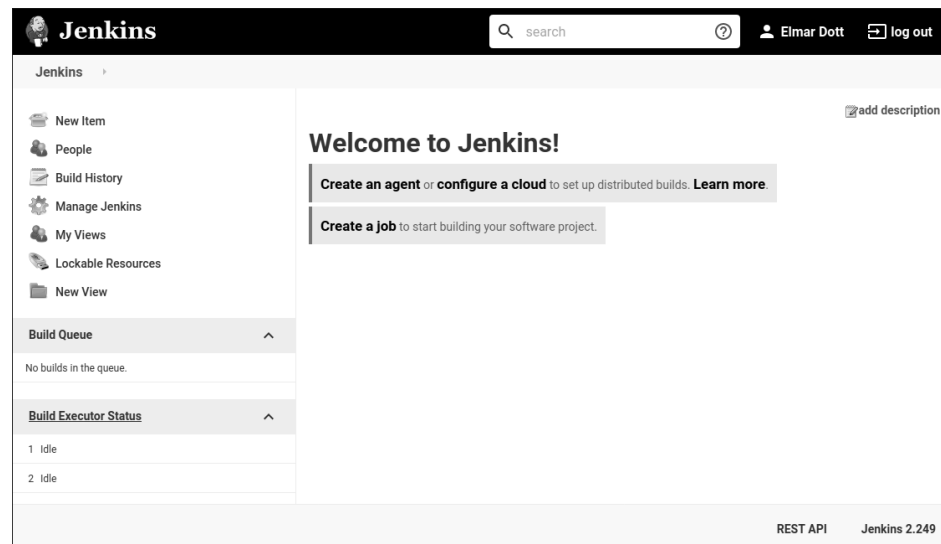 Jenkins
search
Elmar Dott
log out
Jenkins
add description
New Item
People
Build History
Manage Jenkins
My Views
Lockable Resources
New View
Build Queue
No builds in the queue.
Build Executor Status
1 Idle
2 Idle
Welcome to Jenkins!
Create an agent or configure a cloud to set up distributed builds. Learn more.
Create a job to start building your software project.
REST API
Jenkins 2.249